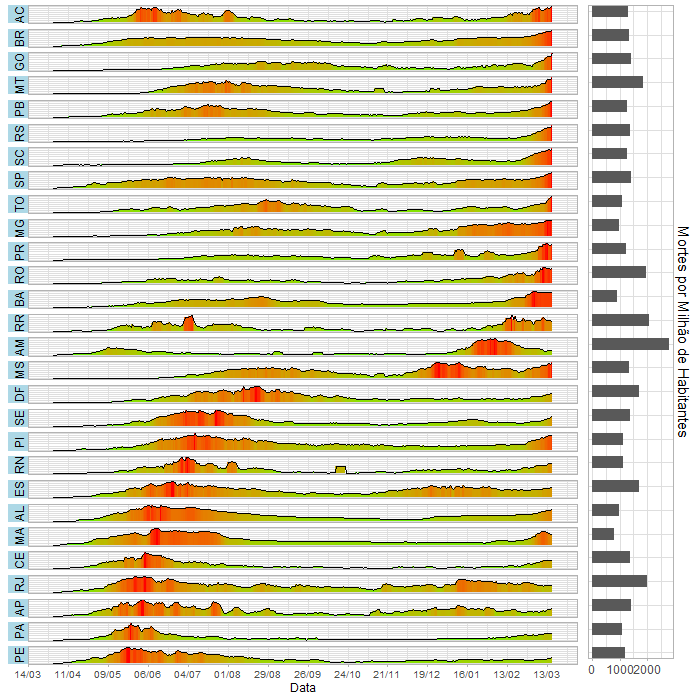 AC
BR
GO
MT
PB
RS
SC
SP
TO
MG
PR
RO
BA
RR
AM
MS
DF
SE
PI
RN
ES
AL
MA
CE
RJ
AP
PA
PE
14/03 11/04 09/05 06/06 04/07 01/08 29/08 26/09 24/10 21/11 19/12 16/01 13/02 13/03
Data
0 1000 2000
Mortes por Milhão de Habitantes